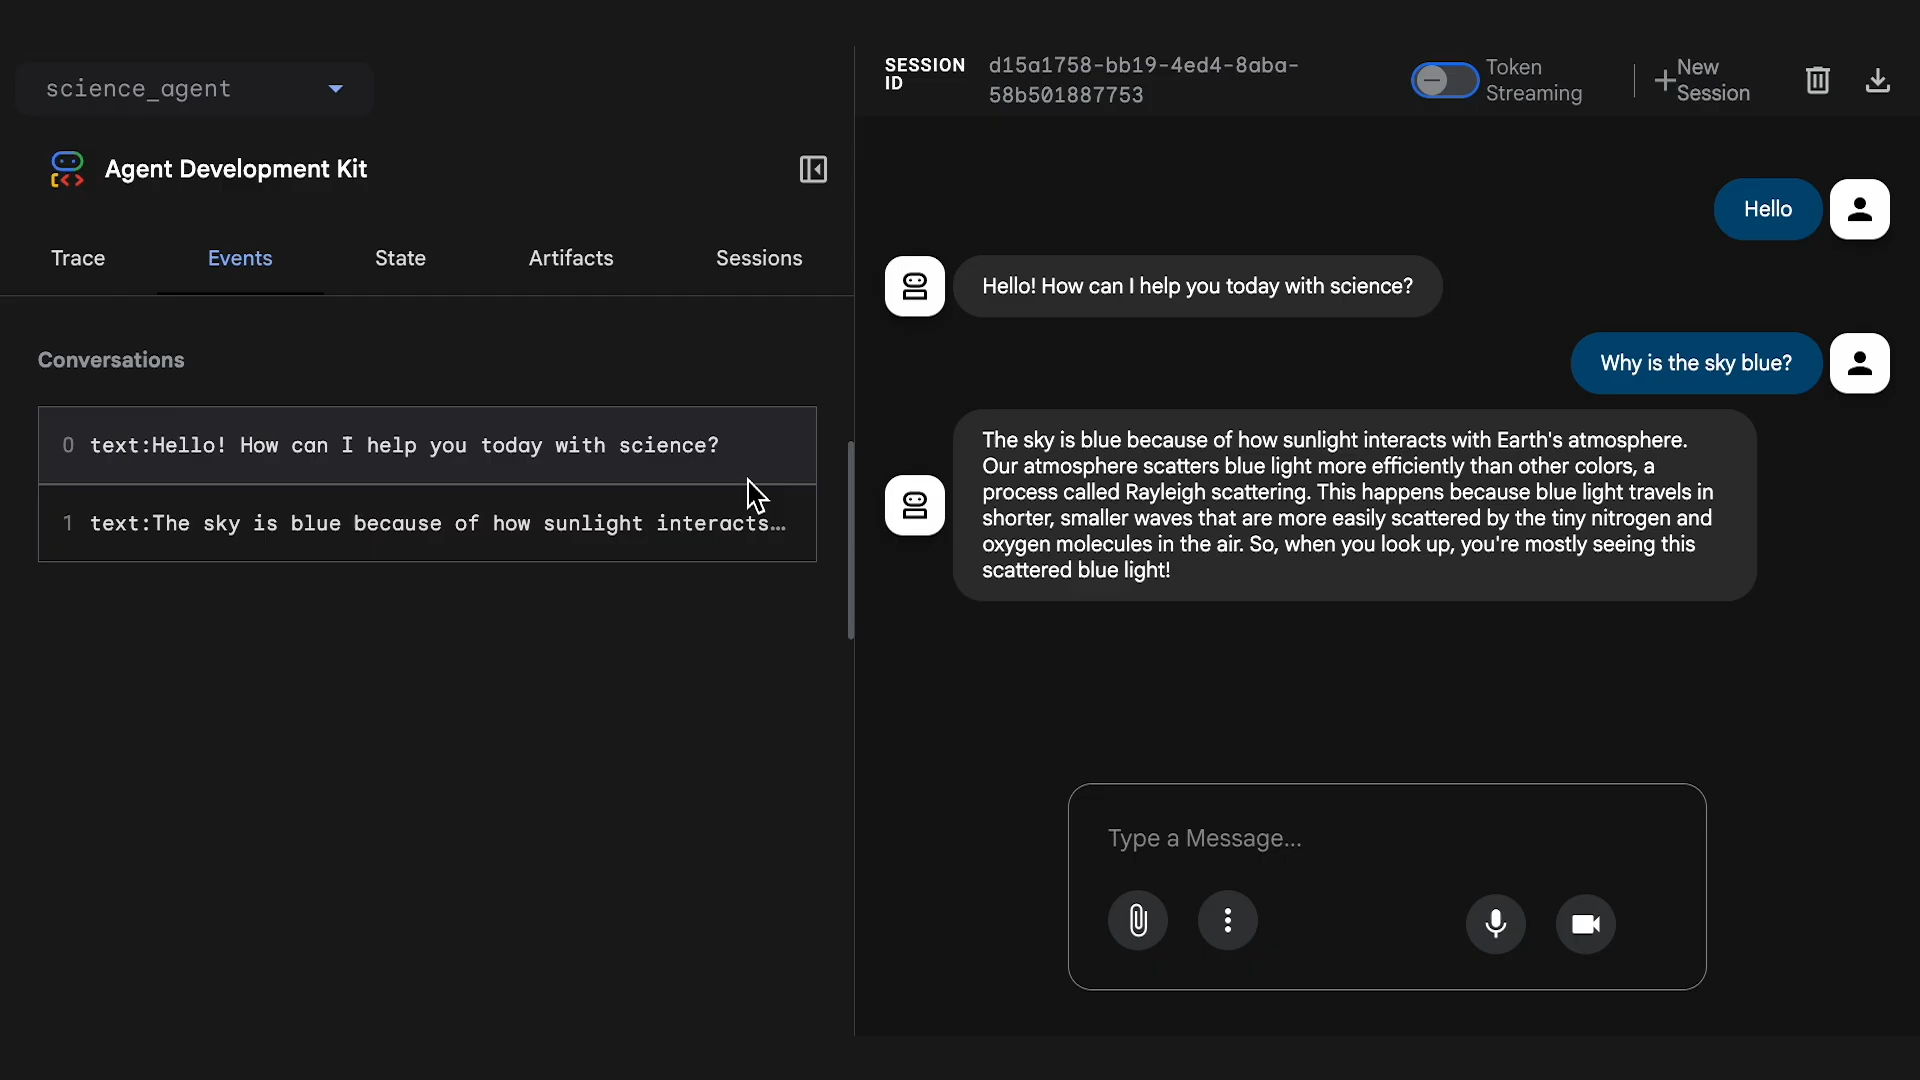 science_agent
Agent Development Kit
Trace
Events
State
Artifacts
Sessions
Conversations
0 text:Hello! How can I help you today with science?
1 text:The sky is blue because of how sunlight interacts...
SESSION
ID
d15a1758-bb19-4ed4-8aba-
58b501887753
Token
Streaming
New
Session
Hello
Hello! How can I help you today with science?
Why is the sky blue?
The sky is blue because of how sunlight interacts with Earth's atmosphere.
Our atmosphere scatters blue light more efficiently than other colors, a
process called Rayleigh scattering. This happens because blue light travels in
shorter, smaller waves that are more easily scattered by the tiny nitrogen and
oxygen molecules in the air. So, when you look up, you're mostly seeing this
scattered blue light!
Type a Message...